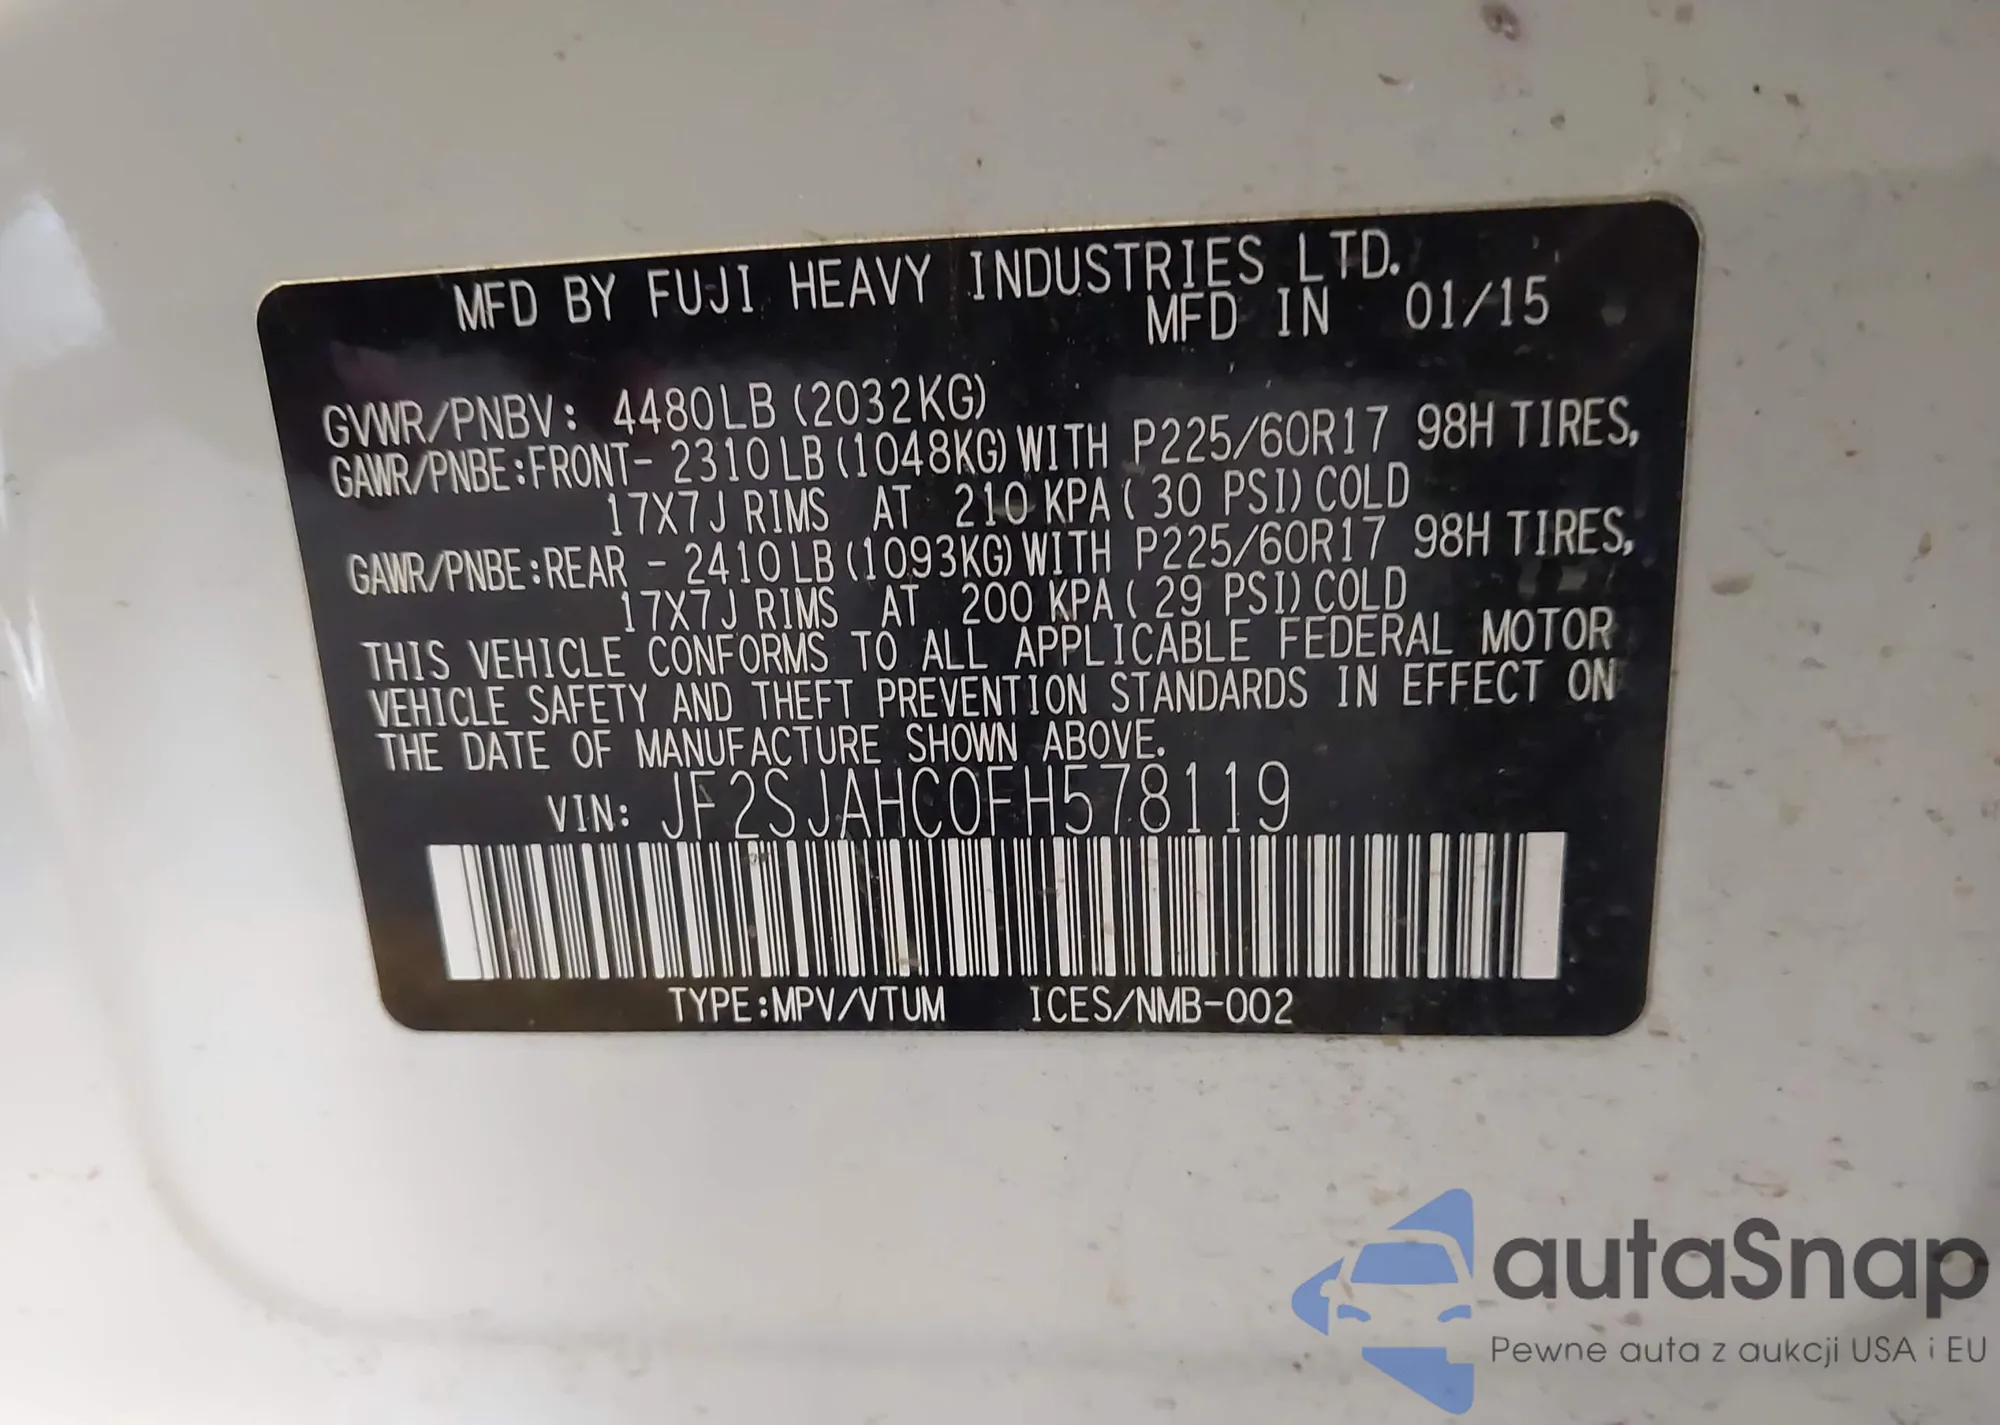 MFD BY FUJI HEAVY INDUSTRIES LTD.
MFD IN 01/15
GVWR/PNBV: 4480LB (2032KG)
GAWR/PNBE:FRONT- 2310LB(1048KG)WITH P225/60R17 98H TIRES,
17X7J RIMS AT 210 KPA( 30 PSI)COLD
GAWR/PNBE:REAR - 2410LB(1093KG)WITH P225/60R17 98H TIRES,
17X7J RIMS AT 200 KPA( 29 PSI)COLD
THIS VEHICLE CONFORMS TO ALL APPLICABLE FEDERAL MOTOR
VEHICLE SAFETY AND THEFT PREVENTION STANDARDS IN EFFECT ON
THE DATE OF MANUFACTURE SHOWN ABOVE.
VIN: JF2SJAHC0FH578119
TYPE:MPV/VTUM ICES/NMB-002
autaSnap
Pewne auta z aukcji USA i EU